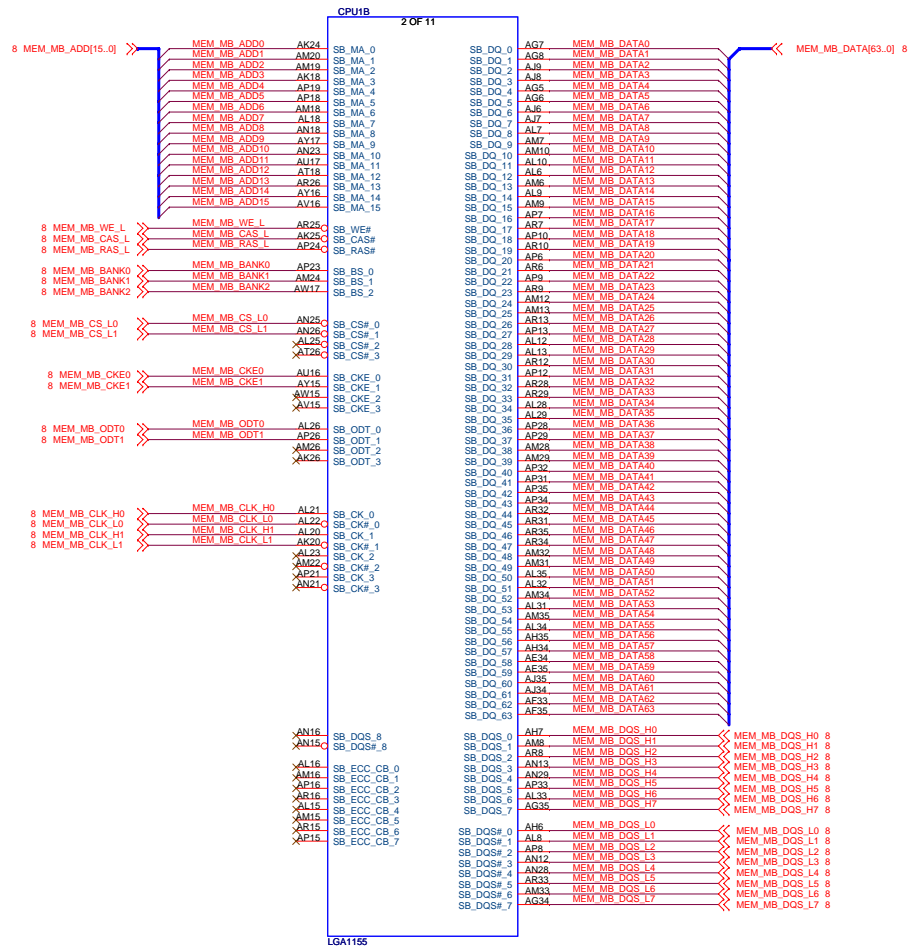 CPU1B
2 OF 11
8 MEM_MB_ADD[15..0]
MEM_MB_ADD0 AK24 SB_MA_0
MEM_MB_ADD1 AM20 SB_MA_1
MEM_MB_ADD2 AM19 SB_MA_2
MEM_MB_ADD3 AK18 SB_MA_3
MEM_MB_ADD4 AP19 SB_MA_4
MEM_MB_ADD5 AP18 SB_MA_5
MEM_MB_ADD6 AM18 SB_MA_6
MEM_MB_ADD7 AL18 SB_MA_7
MEM_MB_ADD8 AN18 SB_MA_8
MEM_MB_ADD9 AY17 SB_MA_9
MEM_MB_ADD10 AN23 SB_MA_10
MEM_MB_ADD11 AU17 SB_MA_11
MEM_MB_ADD12 AT18 SB_MA_12
MEM_MB_ADD13 AR26 SB_MA_13
MEM_MB_ADD14 AY16 SB_MA_14
MEM_MB_ADD15 AV16 SB_MA_15
8 MEM_MB_WE_L MEM_MB_WE_L AR25 SB_WE#
8 MEM_MB_CAS_L MEM_MB_CAS_L AK25 SB_CAS#
8 MEM_MB_RAS_L MEM_MB_RAS_L AP24 SB_RAS#
8 MEM_MB_BANK0 MEM_MB_BANK0 AP23 SB_BS_0
8 MEM_MB_BANK1 MEM_MB_BANK1 AM24 SB_BS_1
8 MEM_MB_BANK2 MEM_MB_BANK2 AW17 SB_BS_2
8 MEM_MB_CS_L0 MEM_MB_CS_L0 AN25 SB_CS#_0
8 MEM_MB_CS_L1 MEM_MB_CS_L1 AN26 SB_CS#_1
AL25 SB_CS#_2
AT26 SB_CS#_3
8 MEM_MB_CKE0 MEM_MB_CKE0 AU16 SB_CKE_0
8 MEM_MB_CKE1 MEM_MB_CKE1 AY15 SB_CKE_1
AW15 SB_CKE_2
AV15 SB_CKE_3
8 MEM_MB_ODT0 MEM_MB_ODT0 AL26 SB_ODT_0
8 MEM_MB_ODT1 MEM_MB_ODT1 AP26 SB_ODT_1
AM26 SB_ODT_2
AK26 SB_ODT_3
8 MEM_MB_CLK_H0 MEM_MB_CLK_H0 AL21 SB_CK_0
8 MEM_MB_CLK_L0 MEM_MB_CLK_L0 AL22 SB_CK#_0
8 MEM_MB_CLK_H1 MEM_MB_CLK_H1 AL20 SB_CK_1
8 MEM_MB_CLK_L1 MEM_MB_CLK_L1 AK20 SB_CK#_1
AL23 SB_CK_2
AM22 SB_CK#_2
AP21 SB_CK_3
AN21 SB_CK#_3
AN16 SB_DQS_8
AN15 SB_DQS#_8
AL16 SB_ECC_CB_0
AM16 SB_ECC_CB_1
AP16 SB_ECC_CB_2
AR16 SB_ECC_CB_3
AL15 SB_ECC_CB_4
AM15 SB_ECC_CB_5
AR15 SB_ECC_CB_6
AP15 SB_ECC_CB_7
MEM_MB_DATA[63..0] 8
SB_DQ_0 AG7 MEM_MB_DATA0
SB_DQ_1 AG8 MEM_MB_DATA1
SB_DQ_2 AJ9 MEM_MB_DATA2
SB_DQ_3 AJ8 MEM_MB_DATA3
SB_DQ_4 AG5 MEM_MB_DATA4
SB_DQ_5 AG6 MEM_MB_DATA5
SB_DQ_6 AJ6 MEM_MB_DATA6
SB_DQ_7 AJ7 MEM_MB_DATA7
SB_DQ_8 AL7 MEM_MB_DATA8
SB_DQ_9 AM7 MEM_MB_DATA9
SB_DQ_10 AM10 MEM_MB_DATA10
SB_DQ_11 AL10 MEM_MB_DATA11
SB_DQ_12 AL6 MEM_MB_DATA12
SB_DQ_13 AM6 MEM_MB_DATA13
SB_DQ_14 AL9 MEM_MB_DATA14
SB_DQ_15 AM9 MEM_MB_DATA15
SB_DQ_16 AP7 MEM_MB_DATA16
SB_DQ_17 AR7 MEM_MB_DATA17
SB_DQ_18 AP10 MEM_MB_DATA18
SB_DQ_19 AR10 MEM_MB_DATA19
SB_DQ_20 AP6 MEM_MB_DATA20
SB_DQ_21 AR6 MEM_MB_DATA21
SB_DQ_22 AP9 MEM_MB_DATA22
SB_DQ_23 AR9 MEM_MB_DATA23
SB_DQ_24 AM12 MEM_MB_DATA24
SB_DQ_25 AM13 MEM_MB_DATA25
SB_DQ_26 AR13 MEM_MB_DATA26
SB_DQ_27 AP13 MEM_MB_DATA27
SB_DQ_28 AL12 MEM_MB_DATA28
SB_DQ_29 AL13 MEM_MB_DATA29
SB_DQ_30 AR12 MEM_MB_DATA30
SB_DQ_31 AP12 MEM_MB_DATA31
SB_DQ_32 AR28 MEM_MB_DATA32
SB_DQ_33 AR29 MEM_MB_DATA33
SB_DQ_34 AL28 MEM_MB_DATA34
SB_DQ_35 AL29 MEM_MB_DATA35
SB_DQ_36 AP28 MEM_MB_DATA36
SB_DQ_37 AP29 MEM_MB_DATA37
SB_DQ_38 AM28 MEM_MB_DATA38
SB_DQ_39 AM29 MEM_MB_DATA39
SB_DQ_40 AP32 MEM_MB_DATA40
SB_DQ_41 AP31 MEM_MB_DATA41
SB_DQ_42 AP35 MEM_MB_DATA42
SB_DQ_43 AP34 MEM_MB_DATA43
SB_DQ_44 AR32 MEM_MB_DATA44
SB_DQ_45 AR31 MEM_MB_DATA45
SB_DQ_46 AR35 MEM_MB_DATA46
SB_DQ_47 AR34 MEM_MB_DATA47
SB_DQ_48 AM32 MEM_MB_DATA48
SB_DQ_49 AM31 MEM_MB_DATA49
SB_DQ_50 AL35 MEM_MB_DATA50
SB_DQ_51 AL32 MEM_MB_DATA51
SB_DQ_52 AM34 MEM_MB_DATA52
SB_DQ_53 AL31 MEM_MB_DATA53
SB_DQ_54 AM35 MEM_MB_DATA54
SB_DQ_55 AL34 MEM_MB_DATA55
SB_DQ_56 AH35 MEM_MB_DATA56
SB_DQ_57 AH34 MEM_MB_DATA57
SB_DQ_58 AE34 MEM_MB_DATA58
SB_DQ_59 AE35 MEM_MB_DATA59
SB_DQ_60 AJ35 MEM_MB_DATA60
SB_DQ_61 AJ34 MEM_MB_DATA61
SB_DQ_62 AF33 MEM_MB_DATA62
SB_DQ_63 AF35 MEM_MB_DATA63
SB_DQS_0 AH7 MEM_MB_DQS_H0 MEM_MB_DQS_H0 8
SB_DQS_1 AM8 MEM_MB_DQS_H1 MEM_MB_DQS_H1 8
SB_DQS_2 AR8 MEM_MB_DQS_H2 MEM_MB_DQS_H2 8
SB_DQS_3 AN13 MEM_MB_DQS_H3 MEM_MB_DQS_H3 8
SB_DQS_4 AN29 MEM_MB_DQS_H4 MEM_MB_DQS_H4 8
SB_DQS_5 AP33 MEM_MB_DQS_H5 MEM_MB_DQS_H5 8
SB_DQS_6 AL33 MEM_MB_DQS_H6 MEM_MB_DQS_H6 8
SB_DQS_7 AG35 MEM_MB_DQS_H7 MEM_MB_DQS_H7 8
SB_DQS#_0 AH6 MEM_MB_DQS_L0 MEM_MB_DQS_L0 8
SB_DQS#_1 AL8 MEM_MB_DQS_L1 MEM_MB_DQS_L1 8
SB_DQS#_2 AP8 MEM_MB_DQS_L2 MEM_MB_DQS_L2 8
SB_DQS#_3 AN12 MEM_MB_DQS_L3 MEM_MB_DQS_L3 8
SB_DQS#_4 AN28 MEM_MB_DQS_L4 MEM_MB_DQS_L4 8
SB_DQS#_5 AR33 MEM_MB_DQS_L5 MEM_MB_DQS_L5 8
SB_DQS#_6 AM33 MEM_MB_DQS_L6 MEM_MB_DQS_L6 8
SB_DQS#_7 AG34 MEM_MB_DQS_L7 MEM_MB_DQS_L7 8
LGA1155